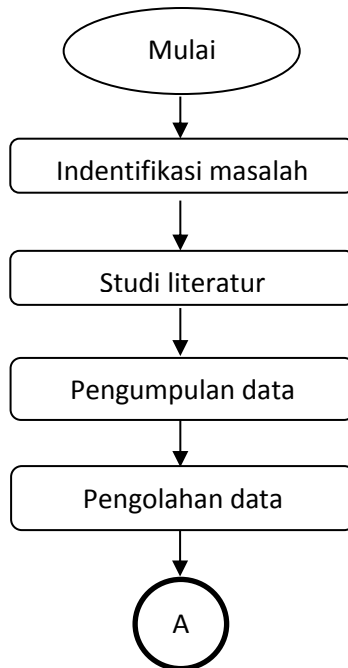 Mulai
Indentifikasi masalah
Studi literatur
Pengumpulan data
Pengolahan data
A